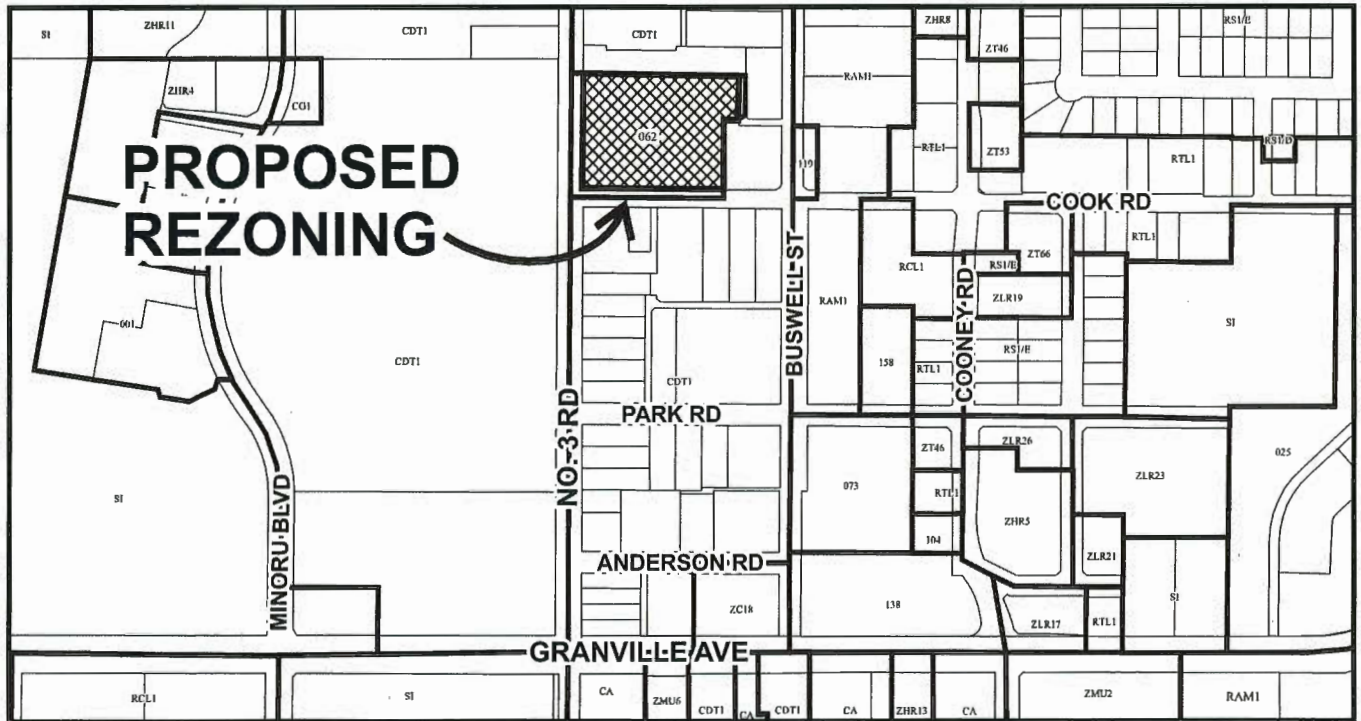 SI
ZHR11
CDT1
CDT1
ZHR8
ZT46
RS1/E
ZHR4
CG1
RAM1
062
RTL1
ZT53
RS1/D
RTL1
119
PROPOSED
REZONING
COOK RD
RTL1
RCL1
RS1/E
ZT66
ZLR19
SI
BUSWELL ST
RAM1
COONEY RD
601
CDT1
158
RS1/E
RTL1
CDT1
NO. 3 RD
PARK RD
ZT46
ZLR26
ZLR23
025
073
RTL1
ZHR5
SI
MINORU BLVD
104
ZLR21
ANDERSON RD
ZC18
138
ZLR17
RTL1
SI
GRANVILLE AVE
RCL1
SI
CA
ZMU6
CDT1
CA
CDT1
CA
ZHR13
CA
ZMU2
RAM1